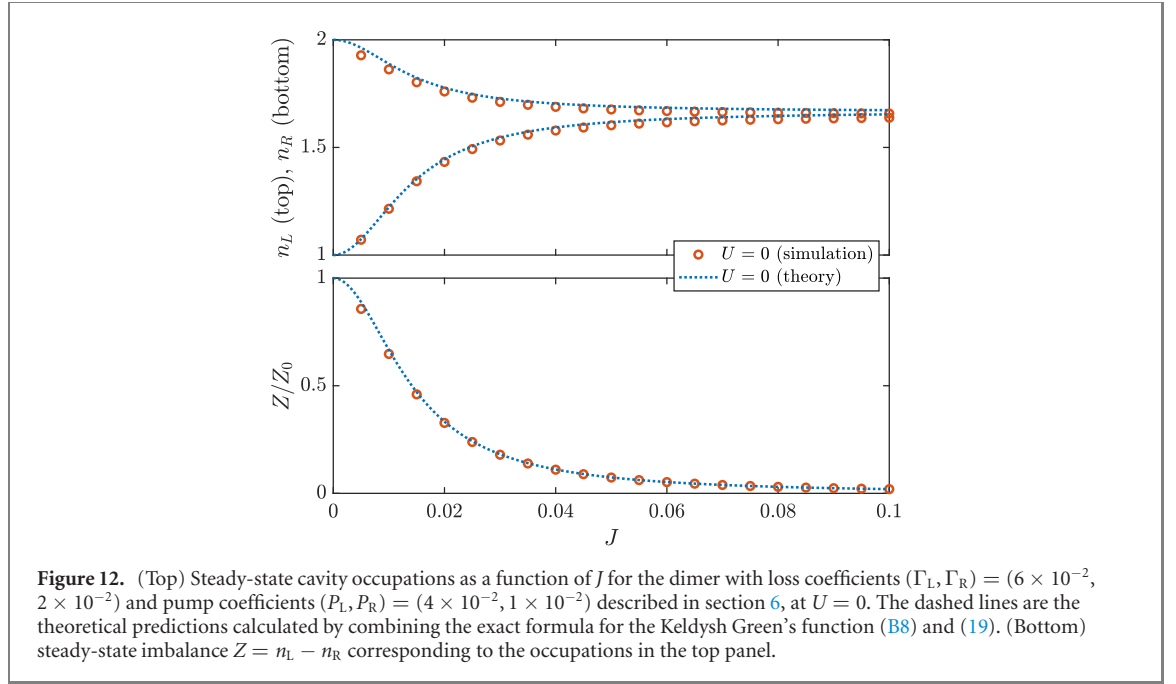 2
1.5
1
n_L (top), n_R (bottom)
U = 0 (simulation)
U = 0 (theory)
1
0.5
0
Z/Z_0
0 0.02 0.04 0.06 0.08 0.1
J
Figure 12. (Top) Steady-state cavity occupations as a function of J for the dimer with loss coefficients (Γ_L, Γ_R) = (6 × 10⁻²,
2 × 10⁻²) and pump coefficients (P_L, P_R) = (4 × 10⁻², 1 × 10⁻²) described in section 6, at U = 0. The dashed lines are the
theoretical predictions calculated by combining the exact formula for the Keldysh Green's function (B8) and (19). (Bottom)
steady-state imbalance Z = n_L − n_R corresponding to the occupations in the top panel.